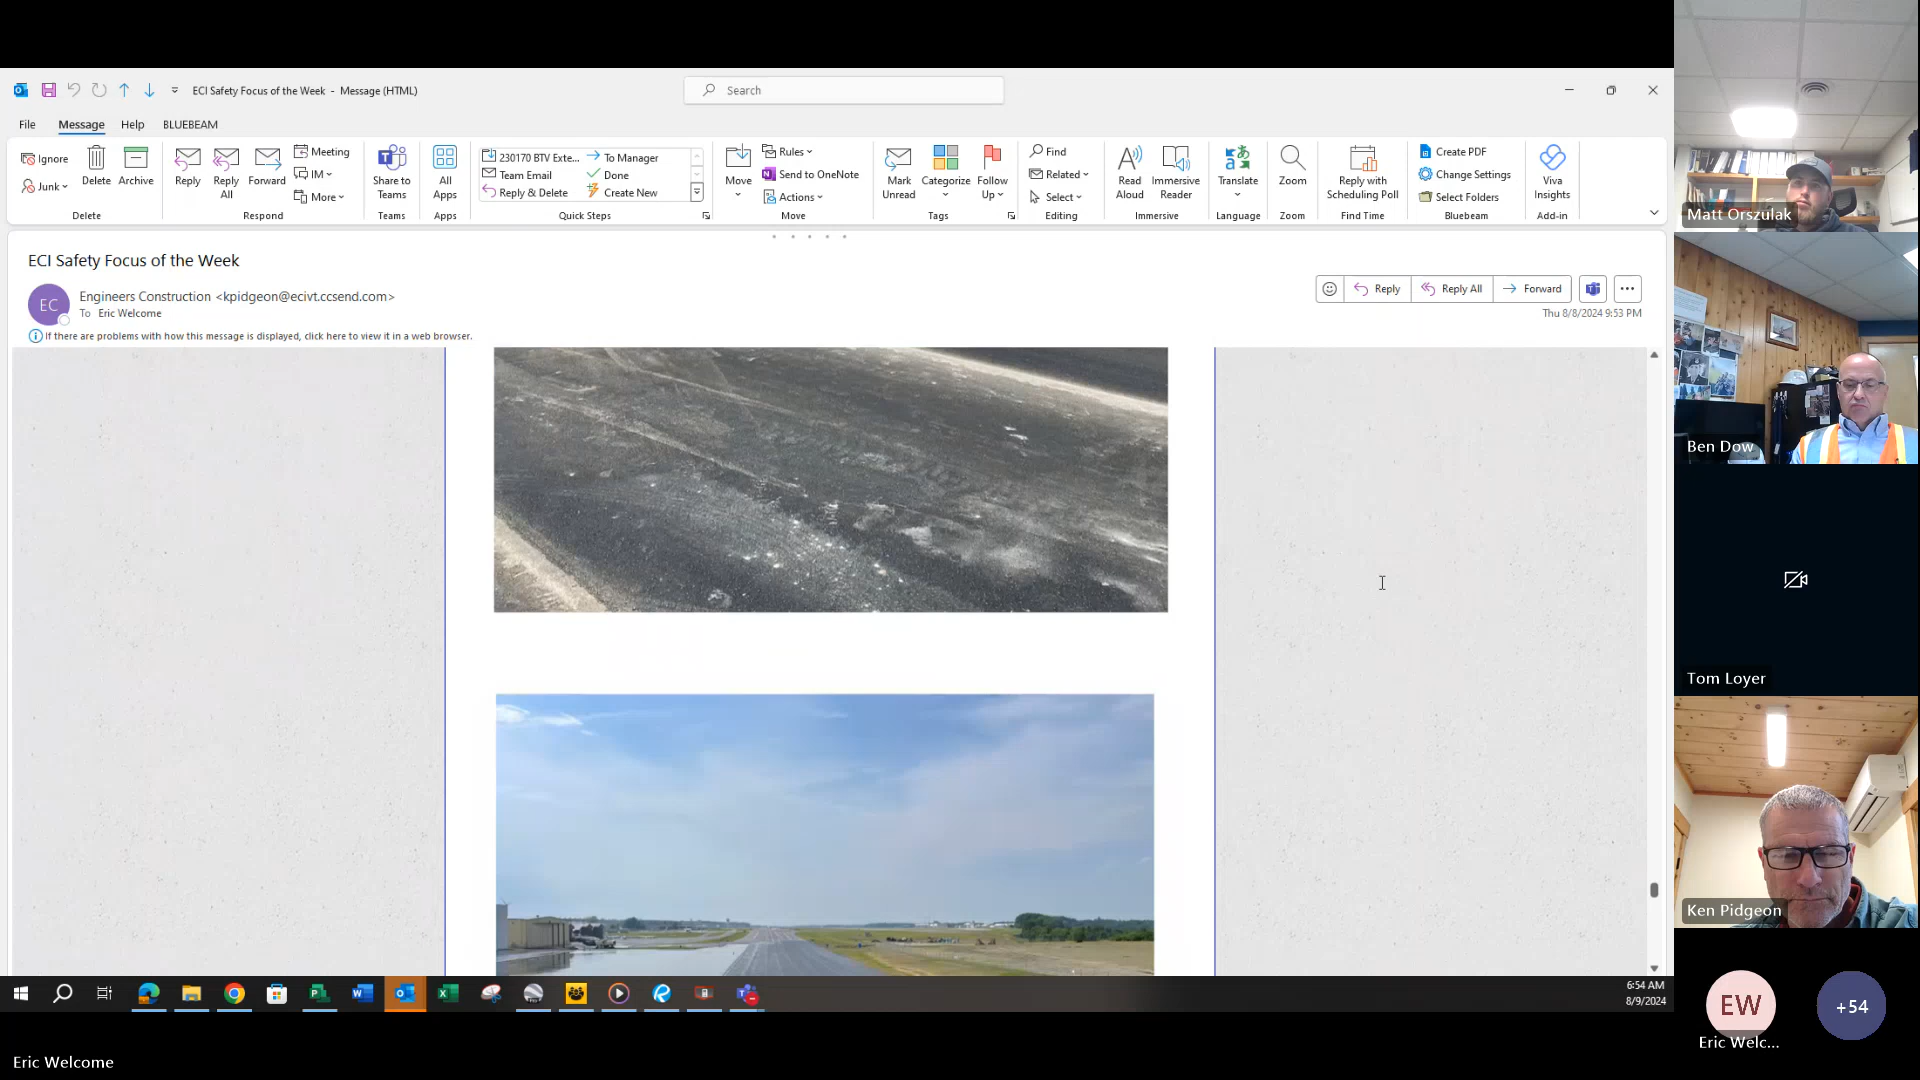 ECI Safety Focus of the Week - Message (HTML)
Search
File Message Help BLUEBEAM
Ignore
Junk
Delete
Archive
Delete
Reply
Reply All
Forward
Meeting
IM
More
Respond
Share to Teams
Teams
All Apps
Apps
230170 BTV Exte...
Team Email
Reply & Delete
To Manager
Done
Create New
Quick Steps
Move
Rules
Send to OneNote
Actions
Move
Mark Unread
Categorize
Follow Up
Tags
Find
Related
Select
Editing
Read Aloud
Immersive Reader
Immersive
Translate
Language
Zoom
Zoom
Reply with Scheduling Poll
Find Time
Create PDF
Change Settings
Select Folders
Bluebeam
Viva Insights
Add-in
ECI Safety Focus of the Week
EC
Engineers Construction <kpidgeon@ecivt.ccsend.com>
To Eric Welcome
Reply
Reply All
Forward
Thu 8/8/2024 9:53 PM
If there are problems with how this message is displayed, click here to view it in a web browser.
6:54 AM
8/9/2024
Eric Welcome
Matt Orszulak
Ben Dow
Tom Loyer
Ken Pidgeon
EW
Eric Welc...
+54